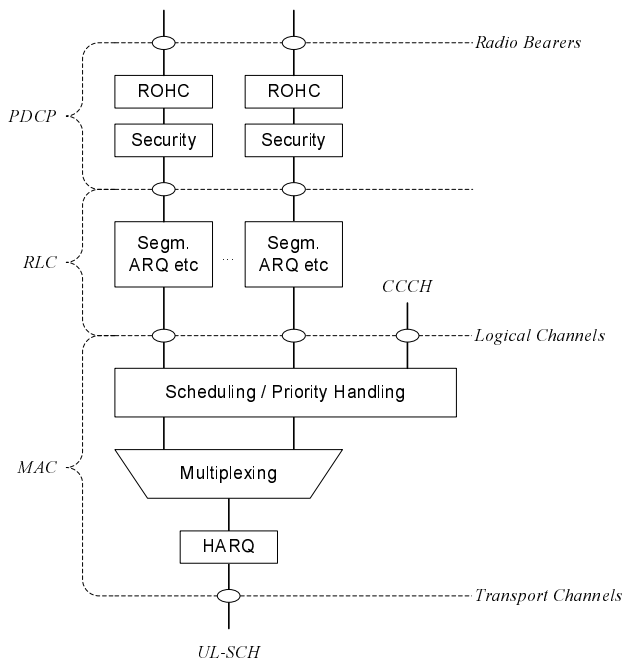 Radio Bearers
ROHC
ROHC
PDCP
Security
Security
Segm.
ARQ etc
...
Segm.
ARQ etc
RLC
CCCH
Logical Channels
Scheduling / Priority Handling
MAC
Multiplexing
HARQ
Transport Channels
UL-SCH